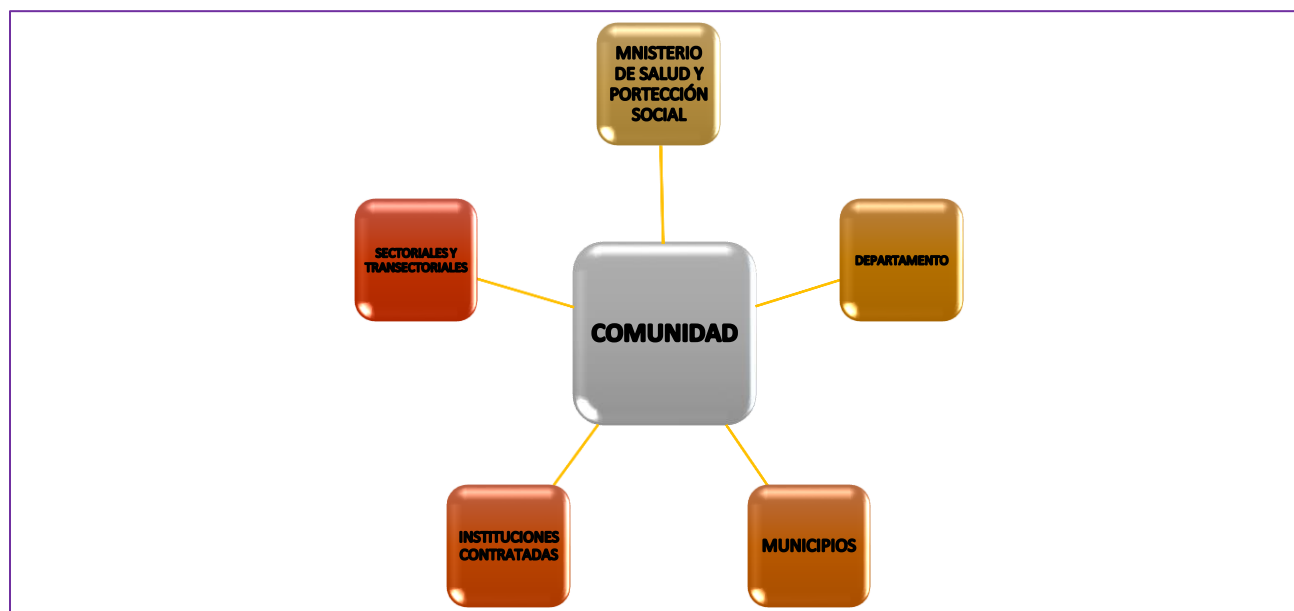 MNISTERIO
DE SALUD Y
PORTECCIÓN
SOCIAL
SECTORIALES Y
TRANSECTORIALES
DEPARTAMENTO
COMUNIDAD
INSTITUCIONES
CONTRATADAS
MUNICIPIOS